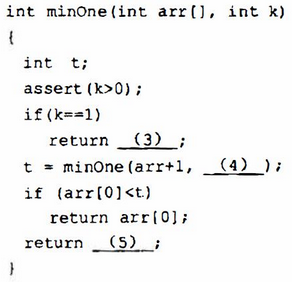 int minOne(int arr[], int k)
{
int t;
assert(k>0);
if(k==1)
return (3) ;
t = minOne(arr+1, (4) );
if (arr[0]<t)
return arr[0];
return (5) ;
}